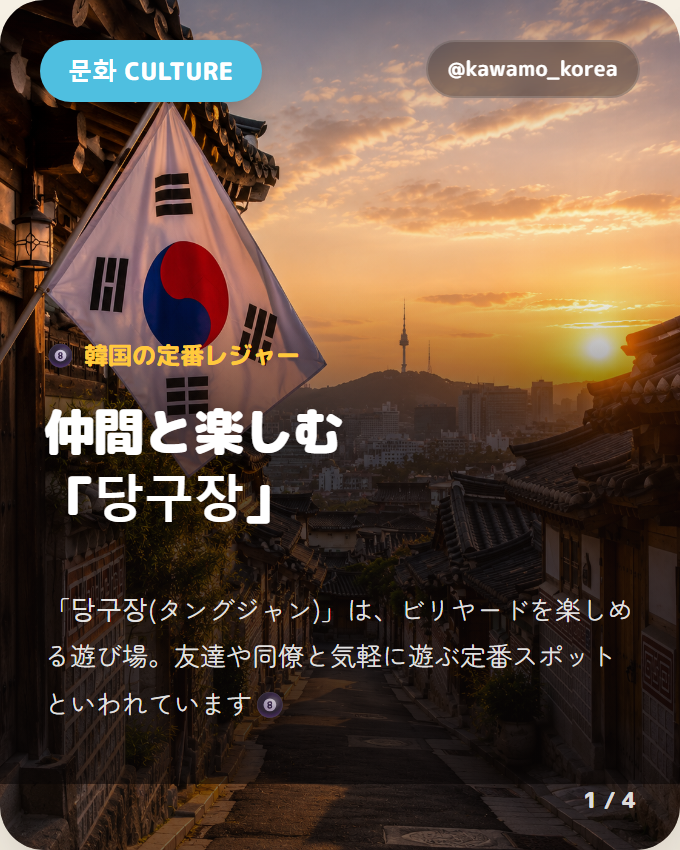 문화 CULTURE
@kawamo_korea
🎱 韓国の定番レジャー
仲間と楽しむ
「당구장」
「당구장(タングジャン)」は、ビリヤードを楽しめ
る遊び場。友達や同僚と気軽に遊ぶ定番スポット
といわれています🎱
1 / 4